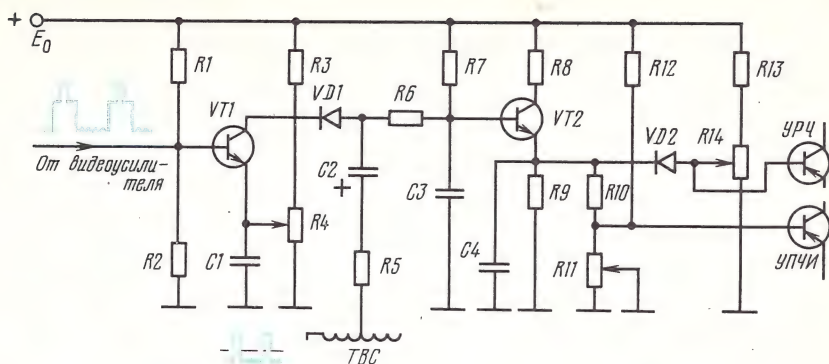 + E₀
R1
R3
VD1
R6
R7
R8
R12
R13
VT1
VT2
VD2
R14
УРЧ
От видеоусили-
теля
C2
+
C3
R9
R10
R4
C4
R2
C1
R5
R11
УПЧИ
ТВС